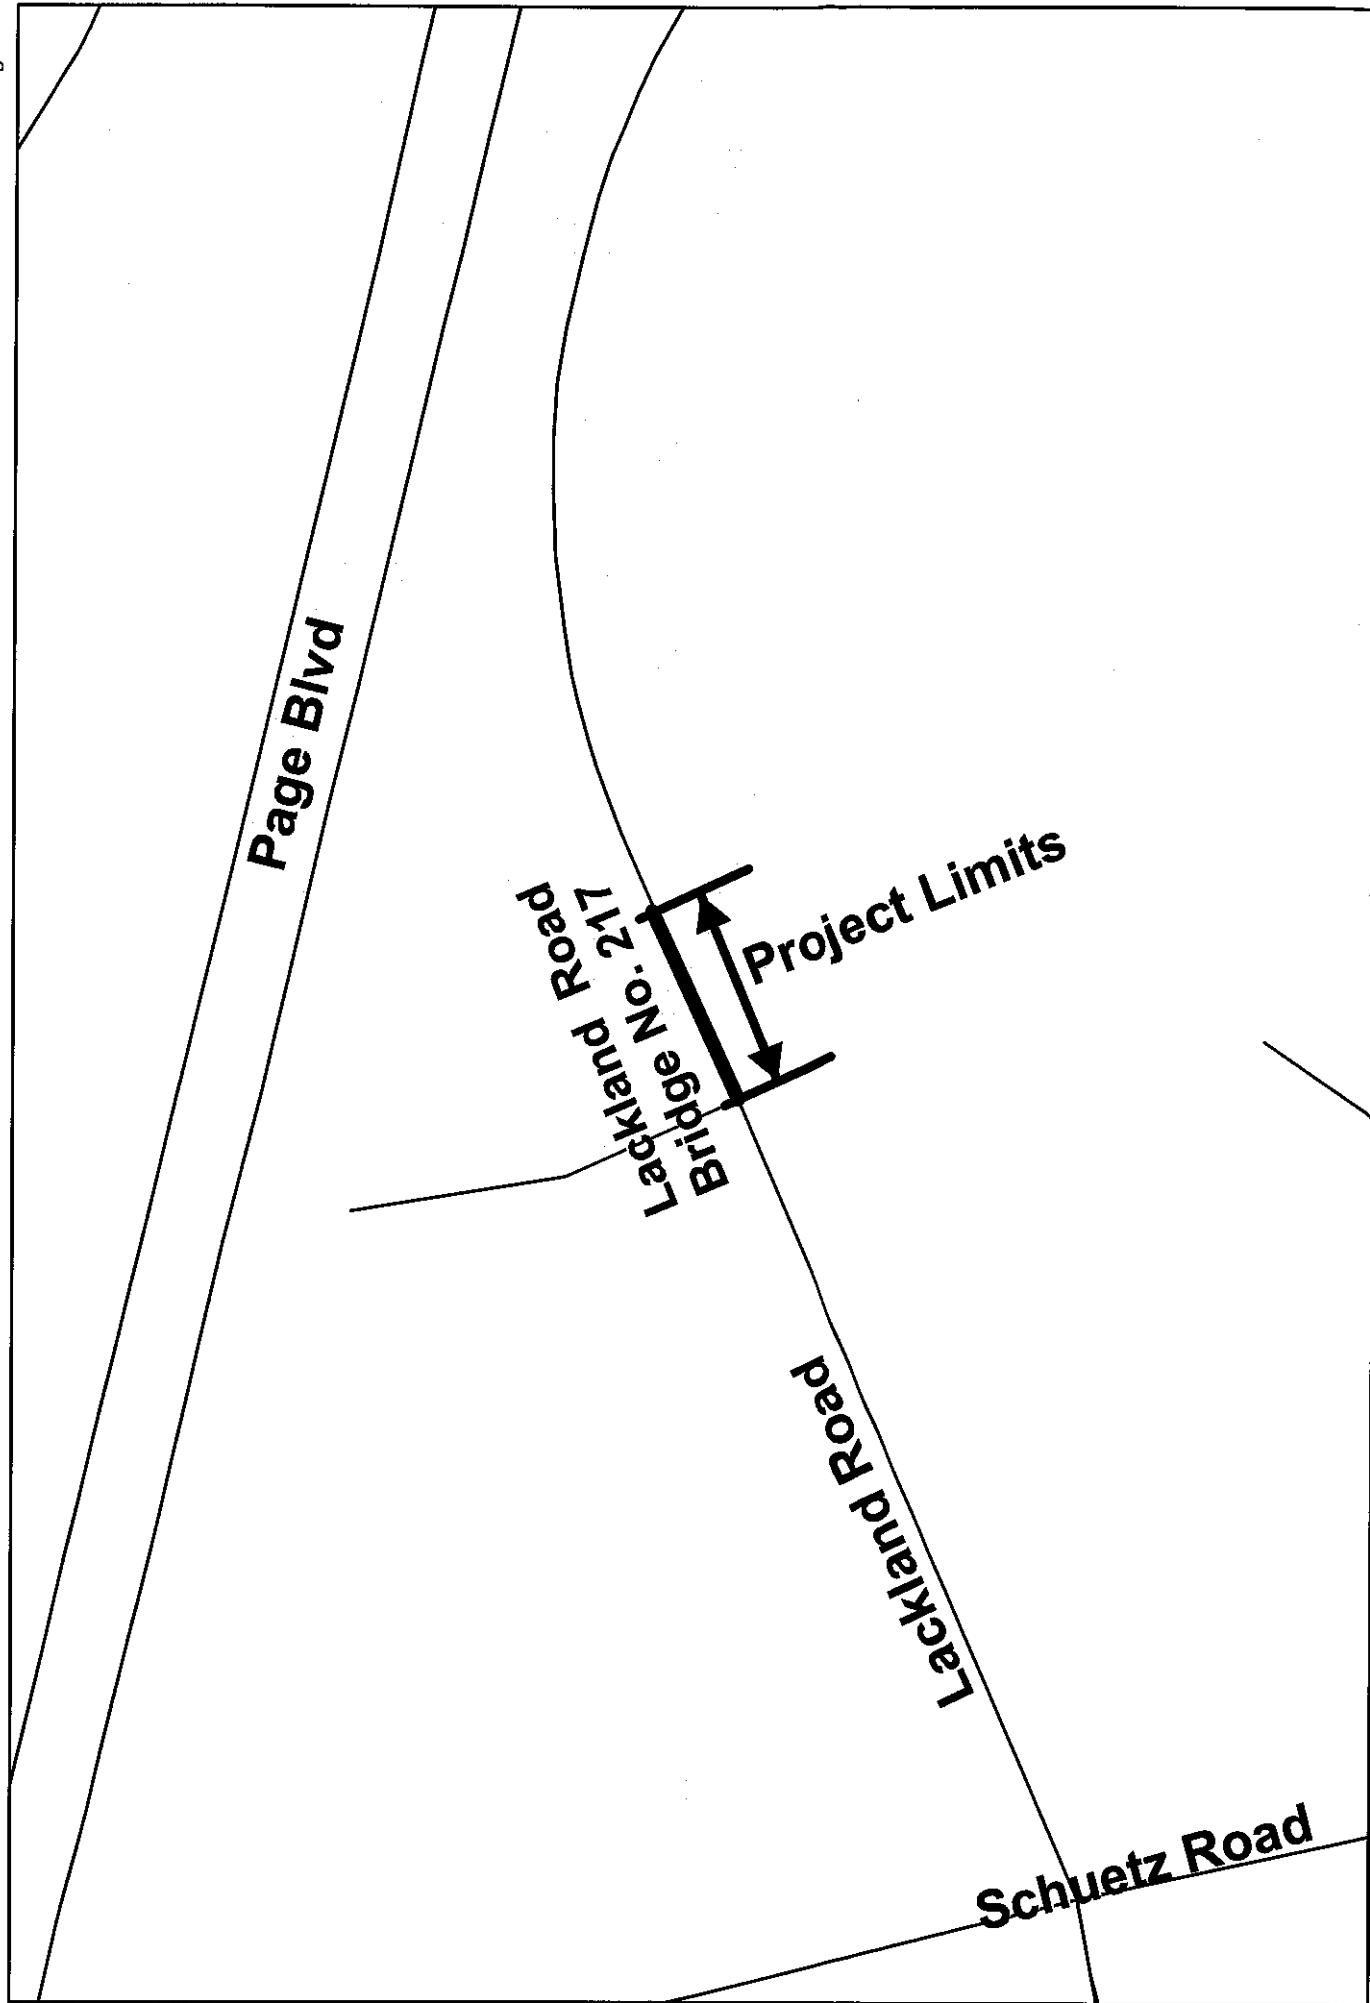 Page Blvd
Lackland Road
Bridge No. 217
Project Limits
Lackland Road
Schuetz Road